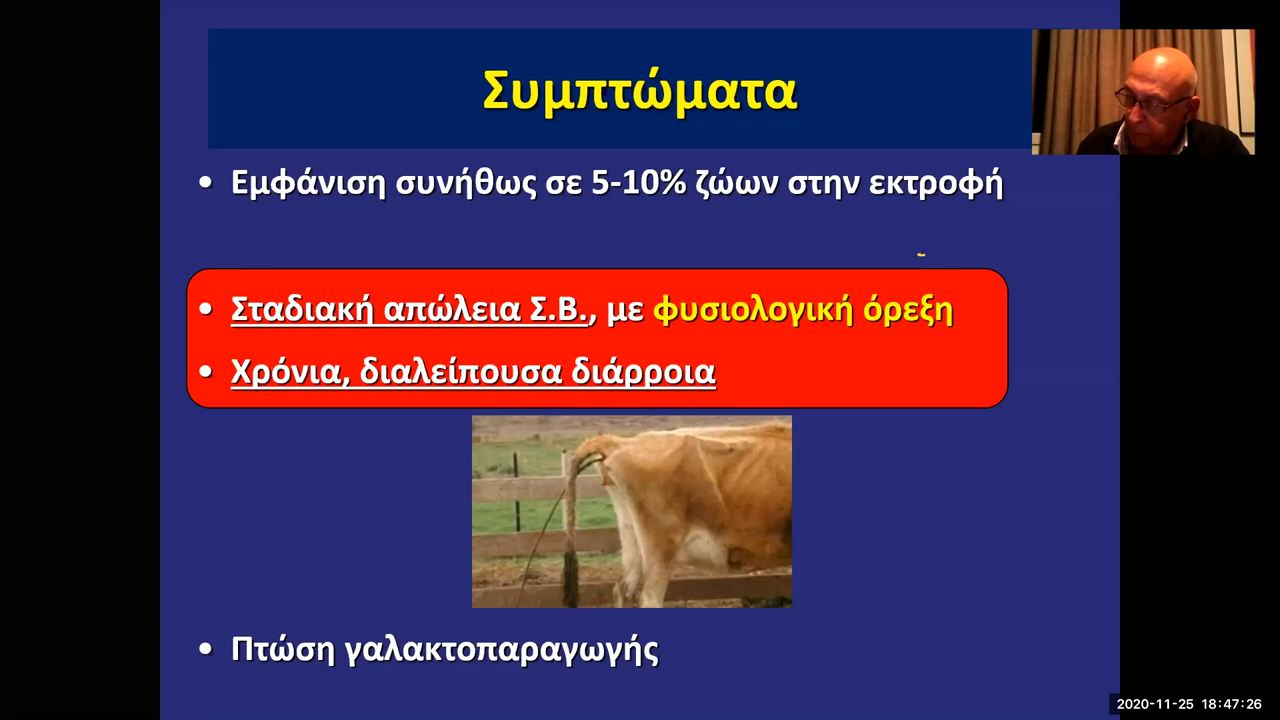 Συμπτώματα
• Εμφάνιση συνήθως σε 5-10% ζώων στην εκτροφή
• Σταδιακή απώλεια Σ.Β., με φυσιολογική όρεξη
• Χρόνια, διαλείπουσα διάρροια
• Πτώση γαλακτοπαραγωγής
2020-11-25 18:47:26